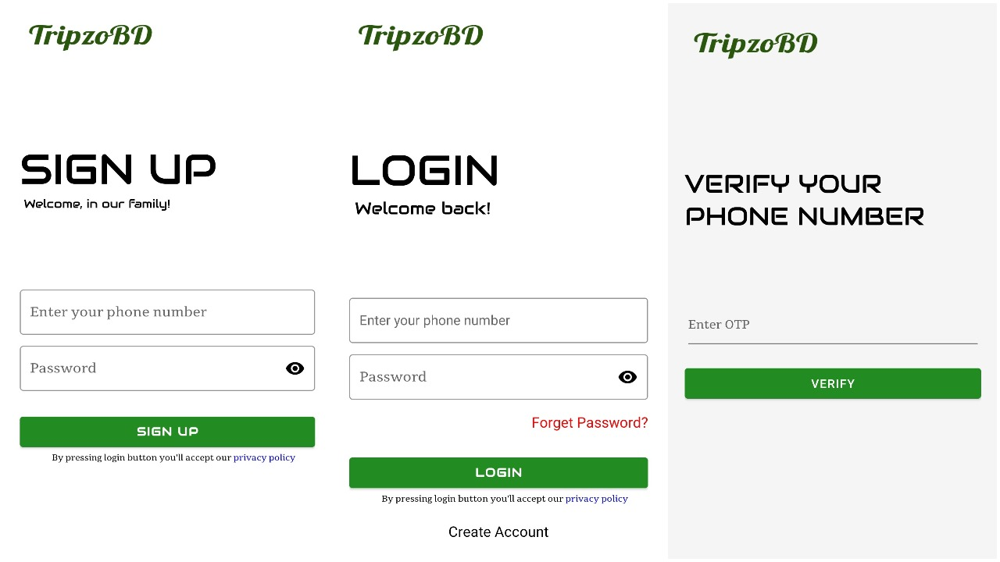 TripzoBD
SIGN UP
Welcome, in our family!
Enter your phone number
Password
SIGN UP
By pressing login button you'll accept our privacy policy
TripzoBD
LOGIN
Welcome back!
Enter your phone number
Password
Forget Password?
LOGIN
By pressing login button you'll accept our privacy policy
Create Account
TripzoBD
VERIFY YOUR
PHONE NUMBER
Enter OTP
VERIFY